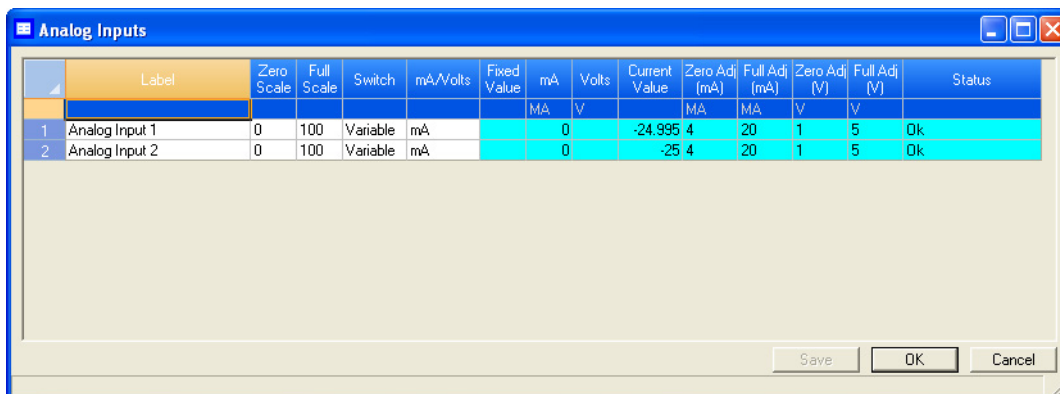 Analog Inputs
Label Zero Scale Full Scale Switch mA/Volts Fixed Value mA Volts Current Value Zero Adj (mA) Full Adj (mA) Zero Adj (V) Full Adj (V) Status
MA V MA MA V V
1 Analog Input 1 0 100 Variable mA 0 -24.995 4 20 1 5 Ok
2 Analog Input 2 0 100 Variable mA 0 -25 4 20 1 5 Ok
Save OK Cancel